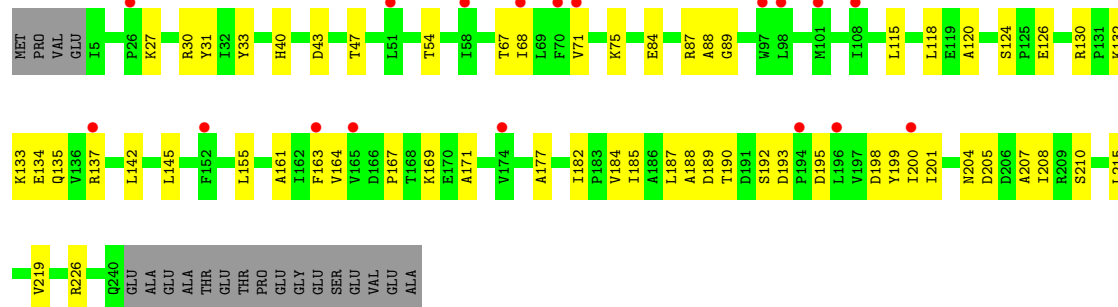 MET PRO VAL GLU I5 P26 K27 R30 Y31 I32 Y33 H40 D43 T47 L51 T54 I58 T67 I68 L69 F70 V71 K75 E84 R87 A88 G89 W97 L98 M101 I108 L115 L118 E119 A120 S124 P125 E126 R130 P131 K132
K133 E134 Q135 V136 R137 L142 L145 F152 L155 A161 I162 F163 V164 V165 D166 P167 T168 K169 E170 A171 V174 A177 I182 P183 V184 I185 A186 L187 A188 D189 T190 D191 S192 D193 P194 D195 L196 V197 D198 Y199 I200 I201 N204 D205 D206 A207 I208 R209 S210 L215
V219 R226 Q240 GLU ALA GLU ALA THR GLU THR PRO GLU GLY GLU SER GLU VAL GLU ALA